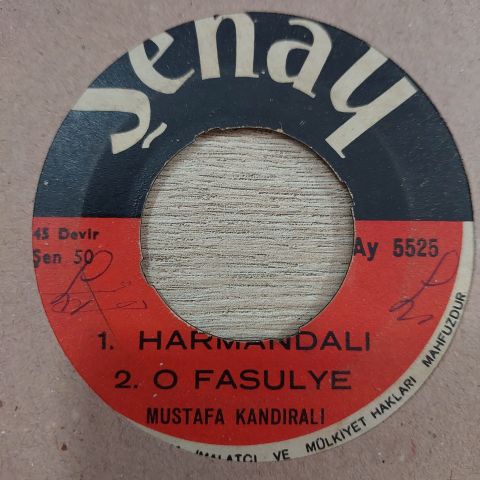 Şenay
45 Devir
Şen 50
Ay 5525
1. HARMANDALI
2. O FASULYE
MUSTAFA KANDIRALI
İMALATÇI VE MÜLKİYET HAKLARI MAHFUZDUR